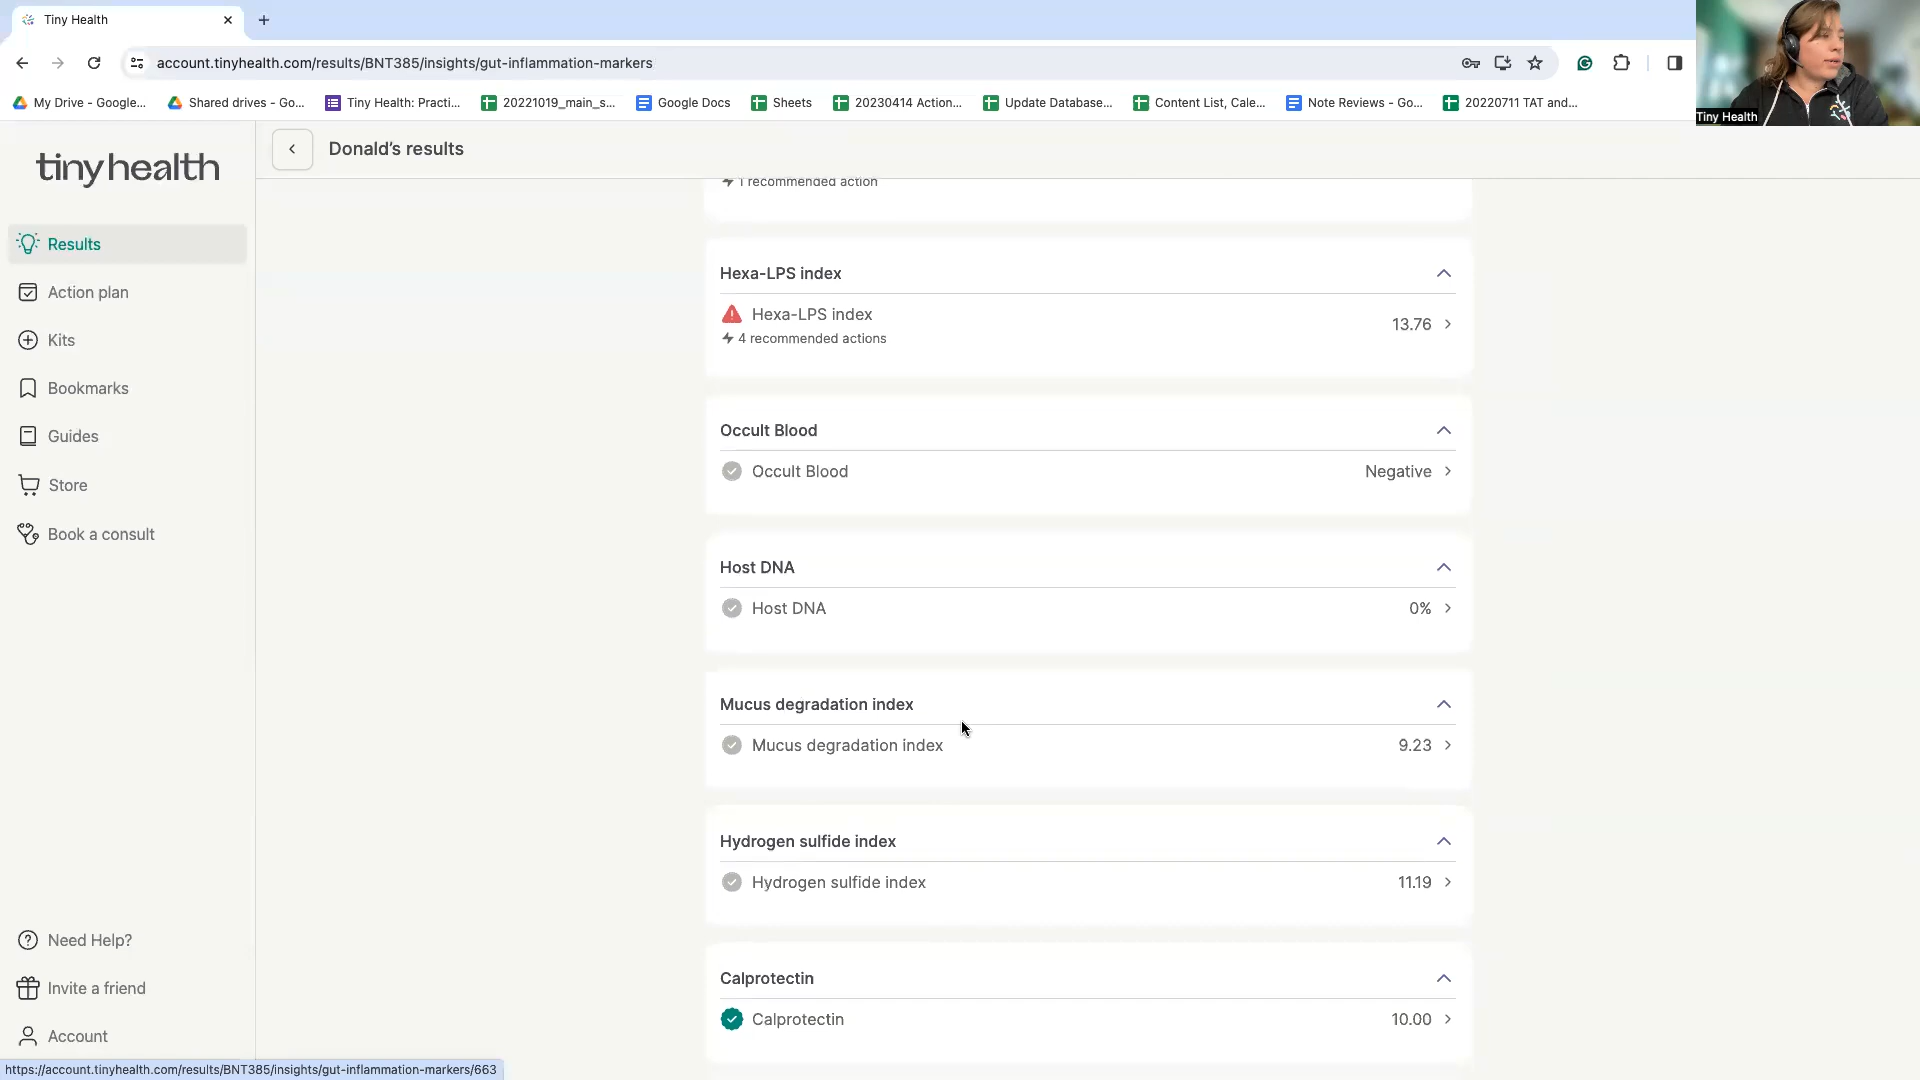 Tiny Health
account.tinyhealth.com/results/BNT385/insights/gut-inflammation-markers
My Drive - Google...
Shared drives - Go...
Tiny Health: Practi...
20221019_main_s...
Google Docs
Sheets
20230414 Action...
Update Database...
Content List, Cale...
Note Reviews - Go...
20220711 TAT and...
Tiny Health
tinyhealth
Donald's results
Results
Action plan
Kits
Bookmarks
Guides
Store
Book a consult
Need Help?
Invite a friend
Account
1 recommended action
Hexa-LPS index
Hexa-LPS index 13.76
4 recommended actions
Occult Blood
Occult Blood Negative
Host DNA
Host DNA 0%
Mucus degradation index
Mucus degradation index 9.23
Hydrogen sulfide index
Hydrogen sulfide index 11.19
Calprotectin
Calprotectin 10.00
https://account.tinyhealth.com/results/BNT385/insights/gut-inflammation-markers/663